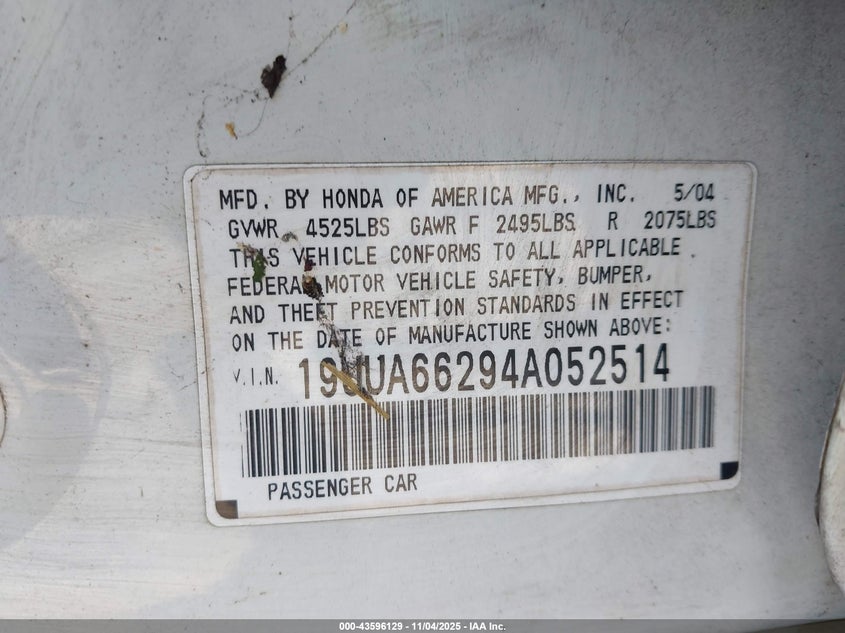 MFD. BY HONDA OF AMERICA MFG., INC. 5/04
GVWR 4525LBS GAWR F 2495LBS R 2075LBS
THIS VEHICLE CONFORMS TO ALL APPLICABLE
FEDERAL MOTOR VEHICLE SAFETY, BUMPER,
AND THEFT PREVENTION STANDARDS IN EFFECT
ON THE DATE OF MANUFACTURE SHOWN ABOVE:
V.I.N. 19UUA66294A052514
PASSENGER CAR
000-43596129 - 11/04/2025 - IAA Inc.